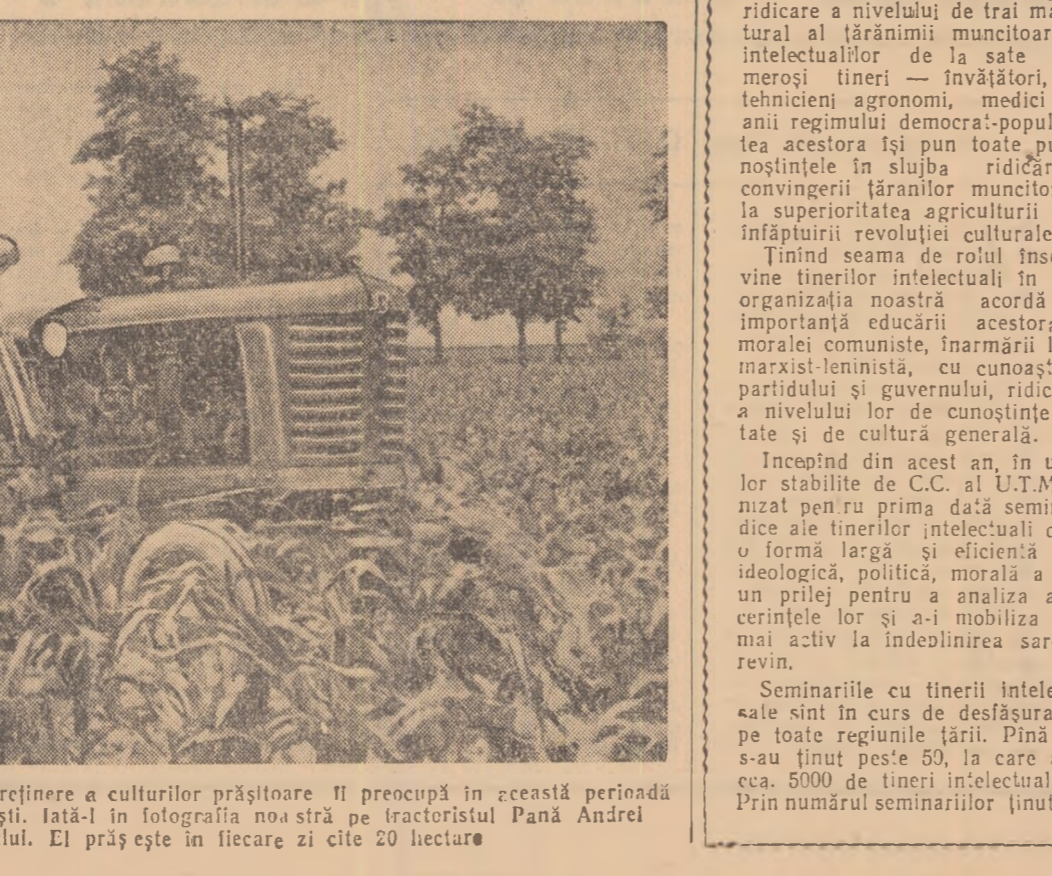 reținere a culturilor prășitoare îl preocupă în această perioadă
ști. Iată-l în fotografia noastră pe tractoristul Pană Andrei
lui. El prășește în fiecare zi cîte 20 hectare
ridicare a nivelului de trai ma
tural al țărănimii muncitoar
intelectualilor de la sate
meroși tineri — învățători,
tehnicieni agronomi, medici
anii regimului democrat-popul
tea acestora își pun toate pu
noștințele în slujba ridicăr
convingerii țăranilor muncitor
la superioritatea agriculturii
înfăptuirii revoluției culturale
Ținînd seama de rolul înse
vine tinerilor intelectuali în
organizația noastră acordă
importanță educării acestora
moralei comuniste, înarmării l
marxist-leninistă, cu cunoașt
partidului și guvernului, ridic
a nivelului lor de cunoștințe
tate și de cultură generală.
Incepînd din acest an, în u
lor stabilite de C.C. al U.T.M
nizat pentru prima dată semin
dice ale tinerilor intelectuali d
o formă largă și eficientă
ideologică, politică, morală a
un prilej pentru a analiza a
cerințele lor și a-i mobiliza
mai activ la îndeplinirea sar
revin.
Seminariile cu tinerii intele
sate sînt în curs de desfășura
pe toate regiunile țării. Pînă
s-au ținut peste 50, la care a
cca. 5000 de tineri intelectual
Prin numărul seminariilor ținut